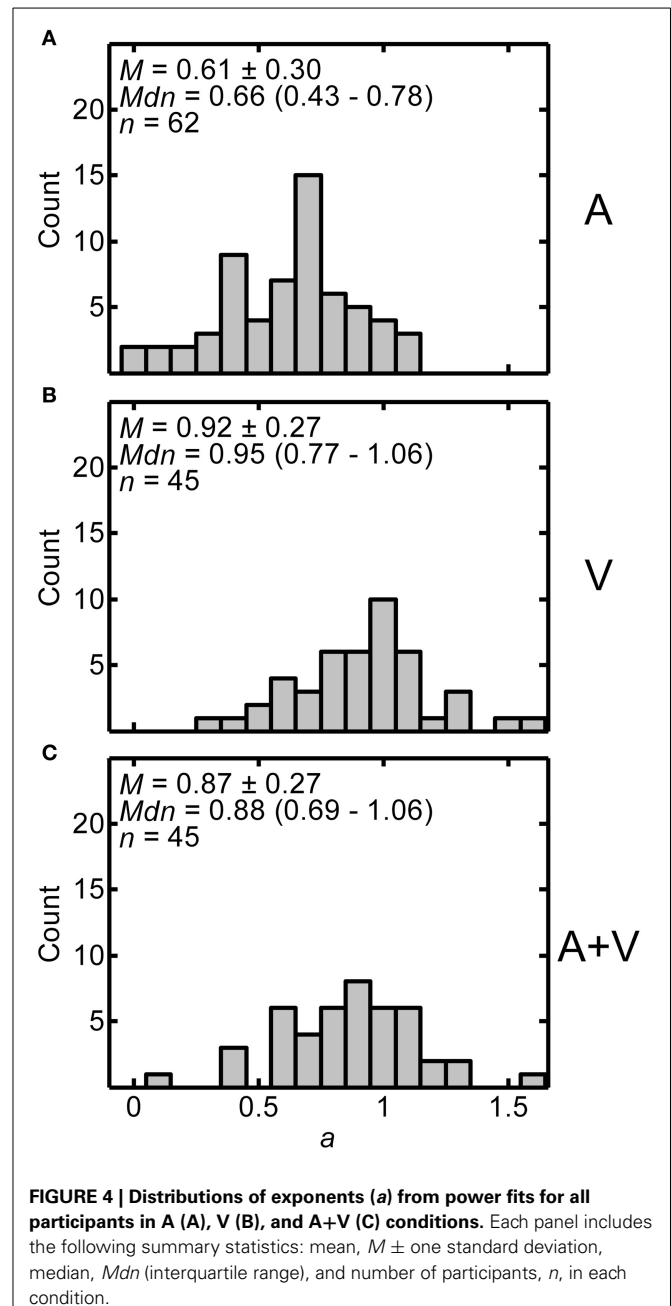 A
M = 0.61 ± 0.30
Mdn = 0.66 (0.43 - 0.78)
n = 62
20
15
10
5
Count
A
B
M = 0.92 ± 0.27
Mdn = 0.95 (0.77 - 1.06)
n = 45
20
15
10
5
Count
V
C
M = 0.87 ± 0.27
Mdn = 0.88 (0.69 - 1.06)
n = 45
20
15
10
5
Count
A+V
0 0.5 1 1.5
a
FIGURE 4 | Distributions of exponents (a) from power fits for all
participants in A (A), V (B), and A+V (C) conditions. Each panel includes
the following summary statistics: mean, M ± one standard deviation,
median, Mdn (interquartile range), and number of participants, n, in each
condition.